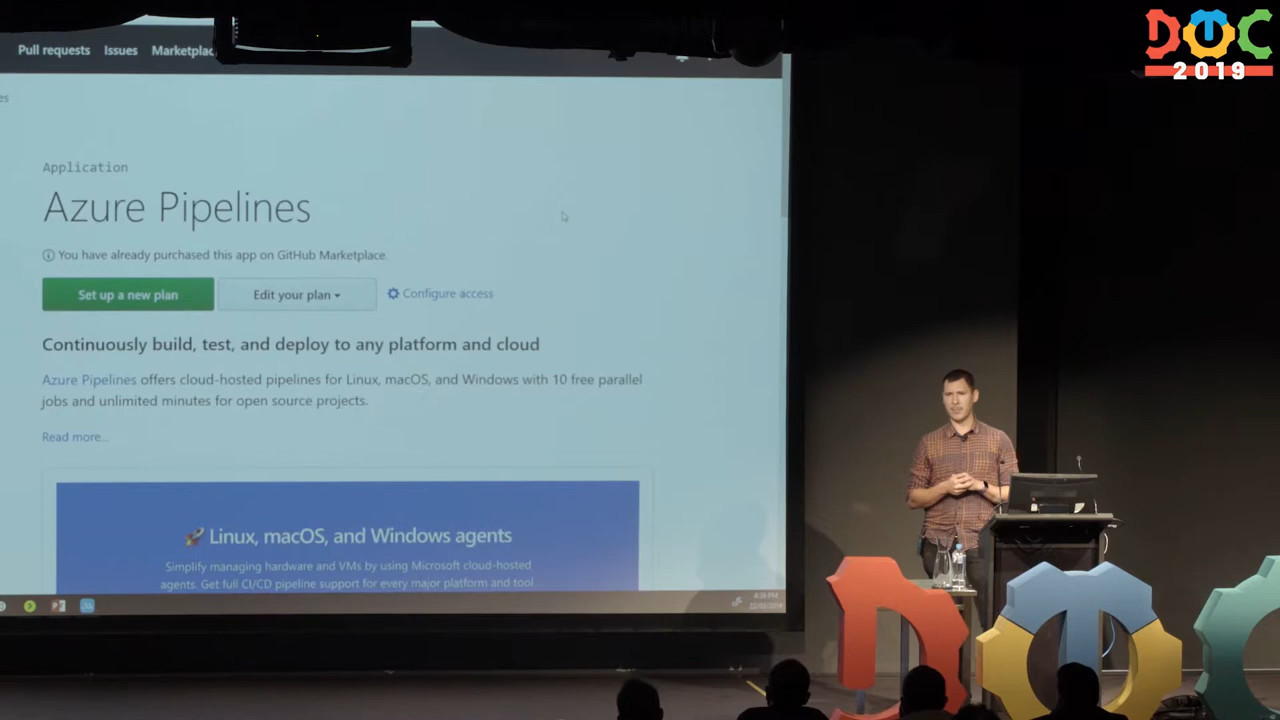 Pull requests Issues Marketplac
es
Application
Azure Pipelines
You have already purchased this app on GitHub Marketplace.
Set up a new plan
Edit your plan
Configure access
Continuously build, test, and deploy to any platform and cloud
Azure Pipelines offers cloud-hosted pipelines for Linux, macOS, and Windows with 10 free parallel
jobs and unlimited minutes for open source projects.
Read more...
Linux, macOS, and Windows agents
Simplify managing hardware and VMs by using Microsoft cloud-hosted
agents. Get full CI/CD pipeline support for every major platform and tool
DTC
2019